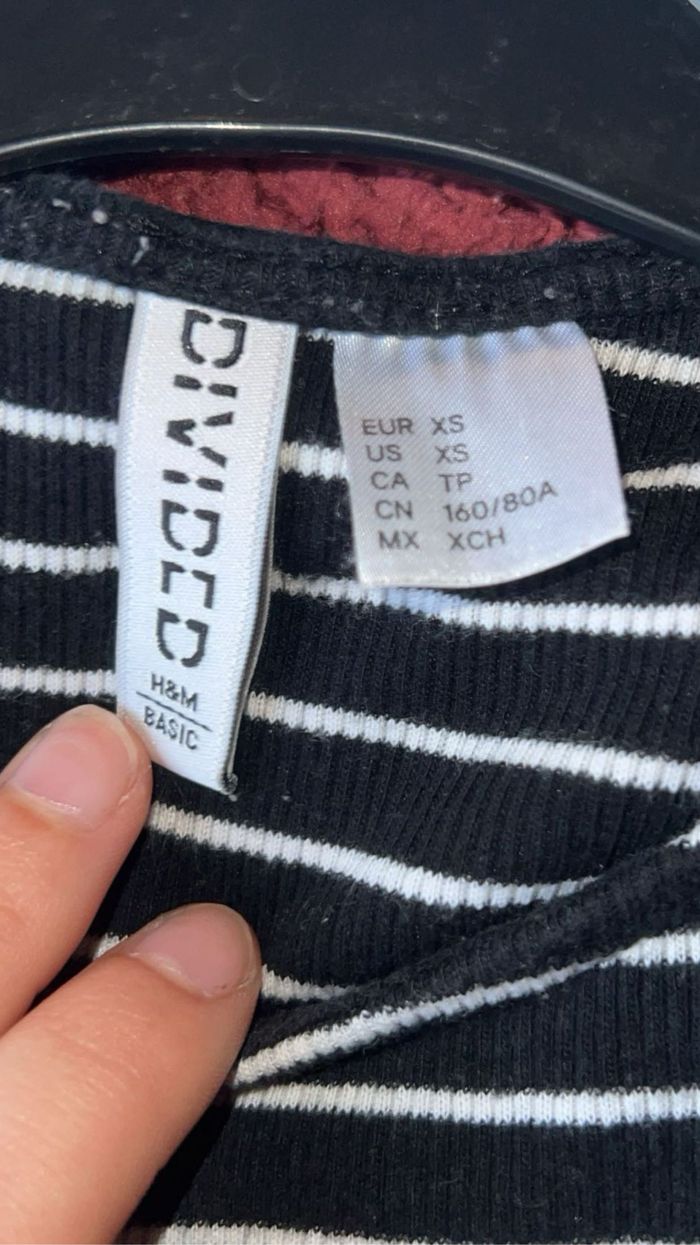 DIVIDED
H&M
BASIC
EUR XS
US XS
CA TP
CN 160/80A
MX XCH